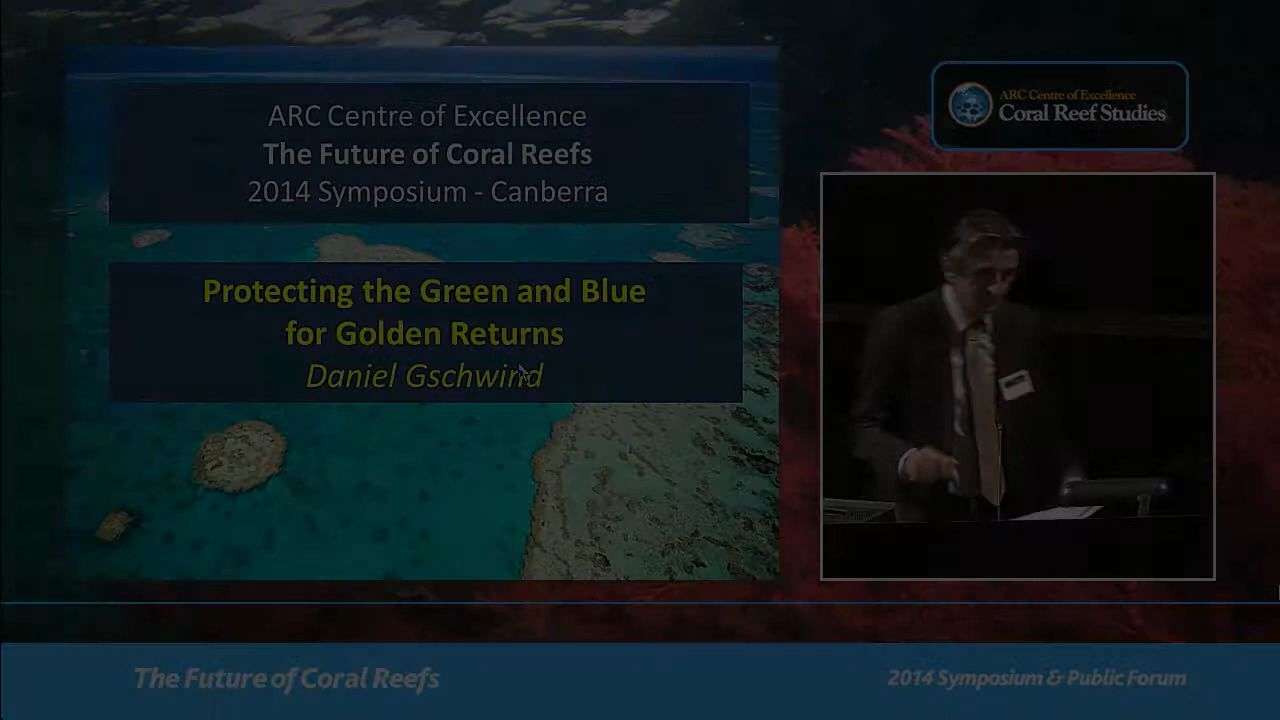 ARC Centre of Excellence
The Future of Coral Reefs
2014 Symposium - Canberra
Protecting the Green and Blue
for Golden Returns
Daniel Gschwind
ARC Centre of Excellence
Coral Reef Studies
The Future of Coral Reefs
2014 Symposium & Public Forum